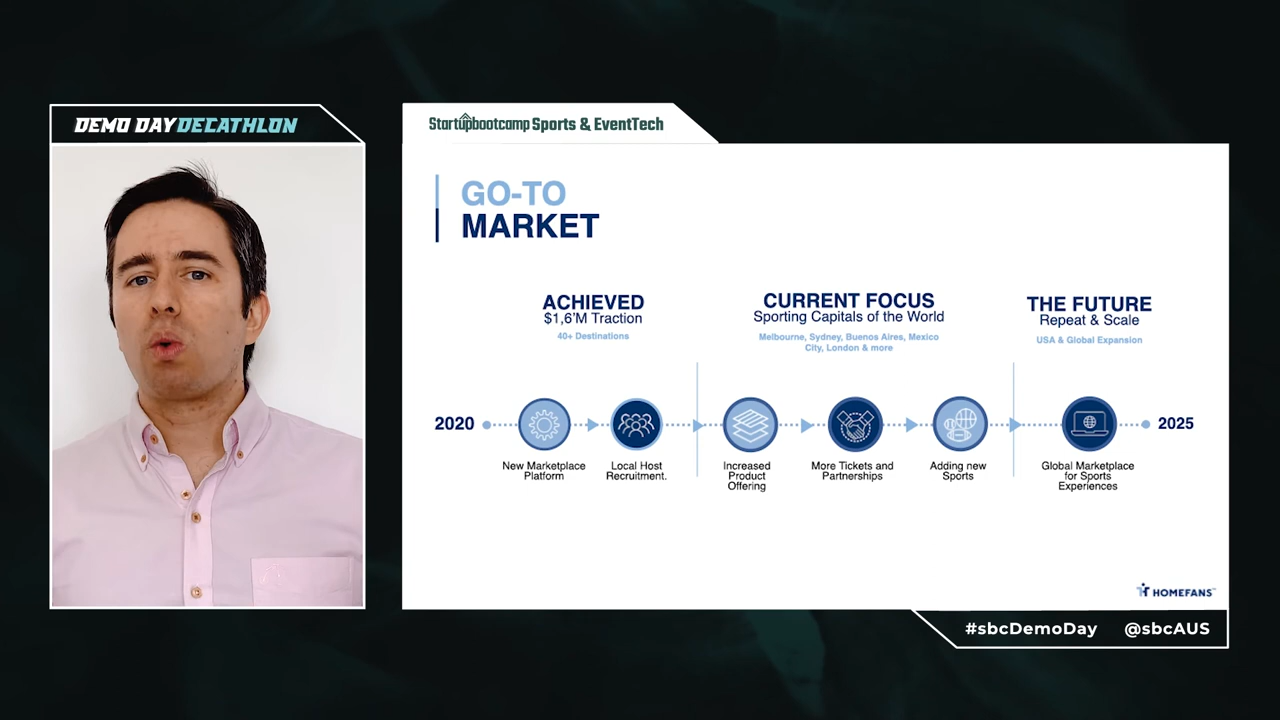 DEMO DAY DECATHLON
Startupbootcamp Sports & EventTech
GO-TO
MARKET
ACHIEVED
$1,6'M Traction
40+ Destinations
CURRENT FOCUS
Sporting Capitals of the World
Melbourne, Sydney, Buenos Aires, Mexico
City, London & more
THE FUTURE
Repeat & Scale
USA & Global Expansion
2020
2025
New Marketplace
Platform
Local Host
Recruitment.
Increased
Product
Offering
More Tickets and
Partnerships
Adding new
Sports
Global Marketplace
for Sports
Experiences
HOMEFANS
#sbcDemoDay @sbcAUS